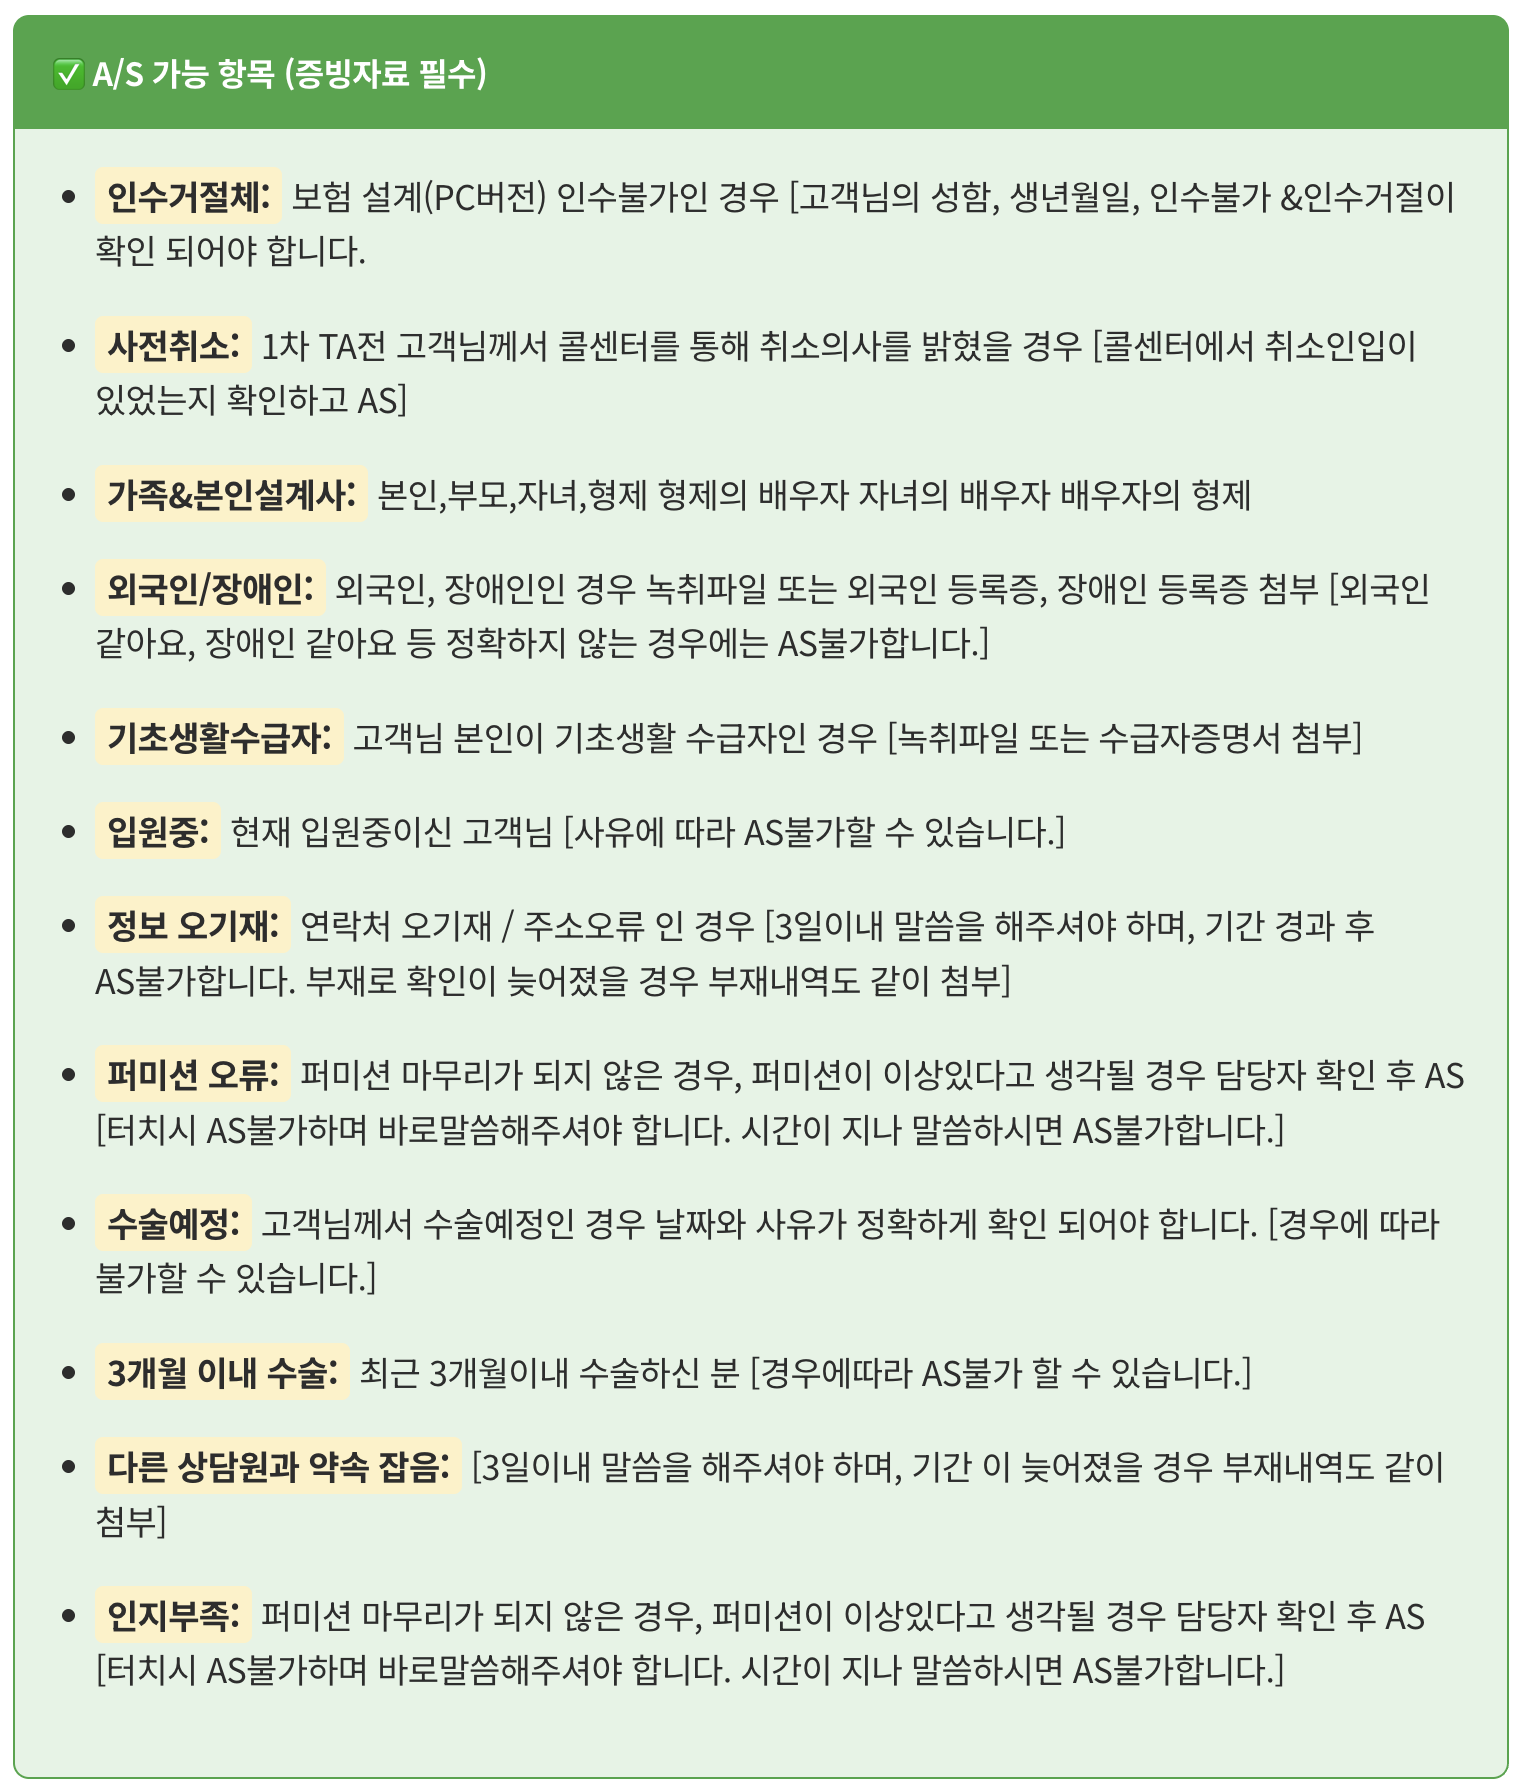 ✅ A/S 가능 항목 (증빙자료 필수)
• 인수거절체: 보험 설계(PC버전) 인수불가인 경우 [고객님의 성함, 생년월일, 인수불가 &인수거절이
확인 되어야 합니다.
• 사전취소: 1차 TA전 고객님께서 콜센터를 통해 취소의사를 밝혔을 경우 [콜센터에서 취소인입이
있었는지 확인하고 AS]
• 가족&본인설계사: 본인,부모,자녀,형제 형제의 배우자 자녀의 배우자 배우자의 형제
• 외국인/장애인: 외국인, 장애인인 경우 녹취파일 또는 외국인 등록증, 장애인 등록증 첨부 [외국인
같아요, 장애인 같아요 등 정확하지 않는 경우에는 AS불가합니다.]
• 기초생활수급자: 고객님 본인이 기초생활 수급자인 경우 [녹취파일 또는 수급자증명서 첨부]
• 입원중: 현재 입원중이신 고객님 [사유에 따라 AS불가할 수 있습니다.]
• 정보 오기재: 연락처 오기재 / 주소오류 인 경우 [3일이내 말씀을 해주셔야 하며, 기간 경과 후
AS불가합니다. 부재로 확인이 늦어졌을 경우 부재내역도 같이 첨부]
• 퍼미션 오류: 퍼미션 마무리가 되지 않은 경우, 퍼미션이 이상있다고 생각될 경우 담당자 확인 후 AS
[터치시 AS불가하며 바로말씀해주셔야 합니다. 시간이 지나 말씀하시면 AS불가합니다.]
• 수술예정: 고객님께서 수술예정인 경우 날짜와 사유가 정확하게 확인 되어야 합니다. [경우에 따라
불가할 수 있습니다.]
• 3개월 이내 수술: 최근 3개월이내 수술하신 분 [경우에따라 AS불가 할 수 있습니다.]
• 다른 상담원과 약속 잡음: [3일이내 말씀을 해주셔야 하며, 기간 이 늦어졌을 경우 부재내역도 같이
첨부]
• 인지부족: 퍼미션 마무리가 되지 않은 경우, 퍼미션이 이상있다고 생각될 경우 담당자 확인 후 AS
[터치시 AS불가하며 바로말씀해주셔야 합니다. 시간이 지나 말씀하시면 AS불가합니다.]